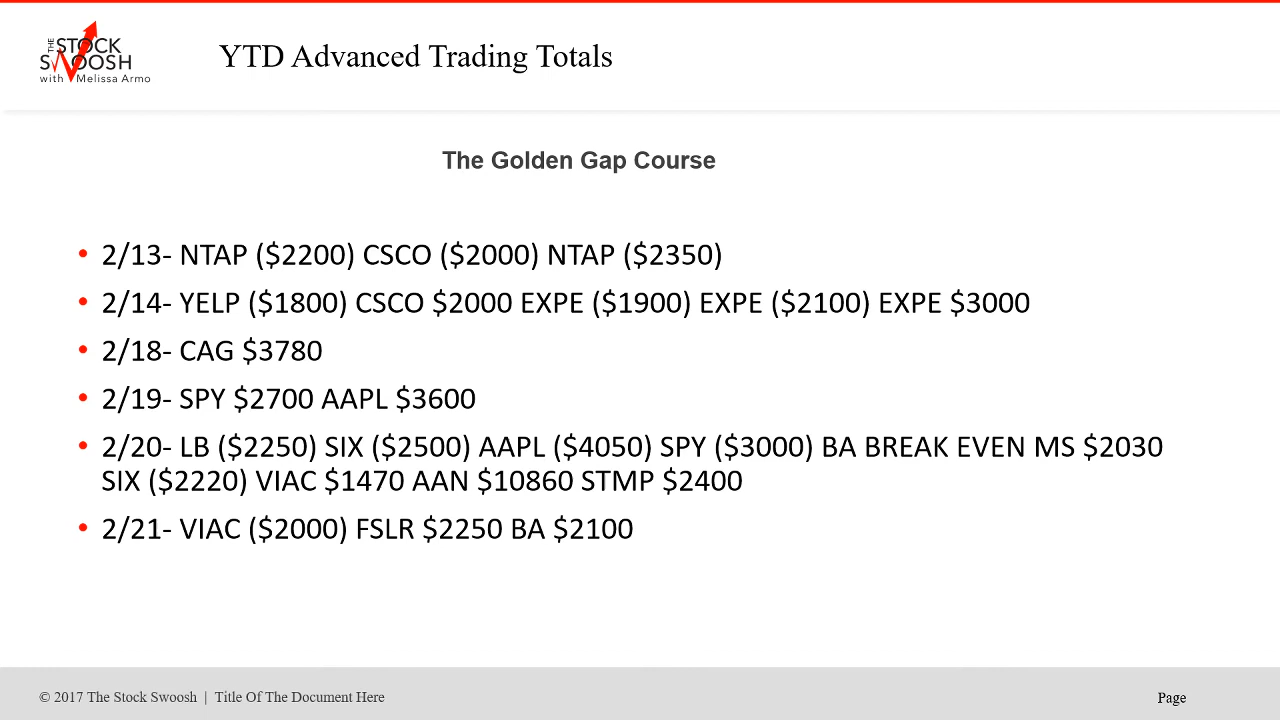 THE STOCK
SWOOSH
with Melissa Armo
YTD Advanced Trading Totals
The Golden Gap Course
• 2/13- NTAP ($2200) CSCO ($2000) NTAP ($2350)
• 2/14- YELP ($1800) CSCO $2000 EXPE ($1900) EXPE ($2100) EXPE $3000
• 2/18- CAG $3780
• 2/19- SPY $2700 AAPL $3600
• 2/20- LB ($2250) SIX ($2500) AAPL ($4050) SPY ($3000) BA BREAK EVEN MS $2030
SIX ($2220) VIAC $1470 AAN $10860 STMP $2400
• 2/21- VIAC ($2000) FSLR $2250 BA $2100
© 2017 The Stock Swoosh | Title Of The Document Here
Page